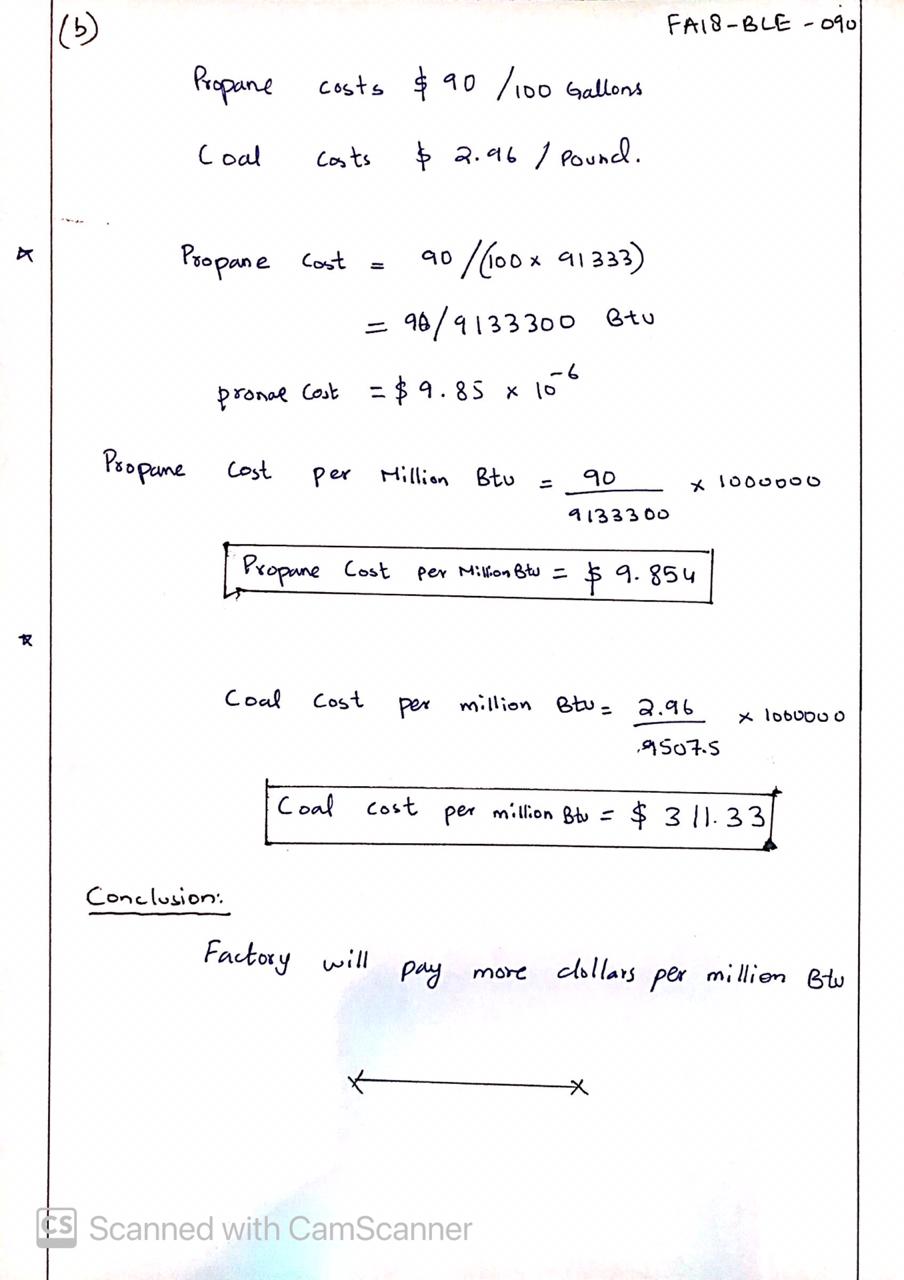 (b)
FA18-BLE-090
Propane costs $ 90 /100 Gallons
Coal costs $ 2.96 / Pound.
Propane Cost = 90 /(100 x 91333)
= 90/9133300 Btu
pronae Cost = $ 9.85 x 10^-6
Propane Cost per Million Btu = 90/9133300 x 1000000
Propane Cost per Million Btu = $ 9.854
Coal Cost per million Btu = 2.96/9507.5 x 1000000
Coal cost per million Btu = $ 311.33
Conclusion:
Factory will pay more dollars per million Btu
CS Scanned with CamScanner